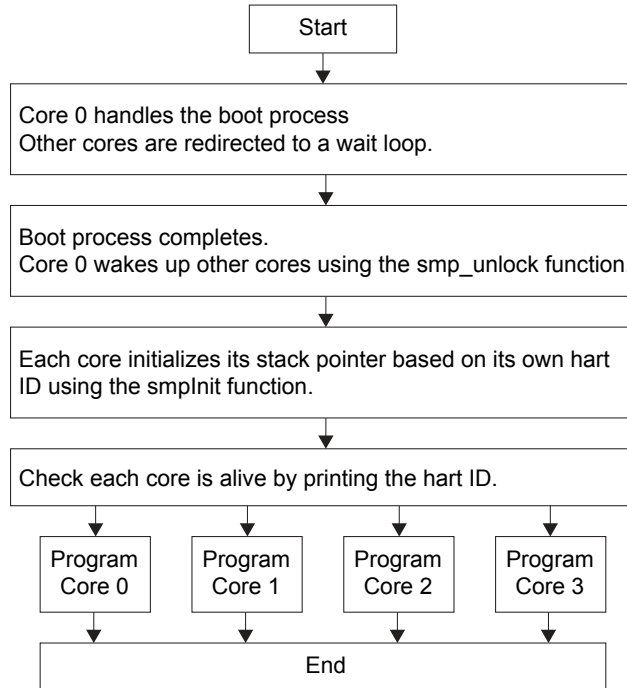 Start
Core 0 handles the boot process
Other cores are redirected to a wait loop.
Boot process completes.
Core 0 wakes up other cores using the smp_unlock function.
Each core initializes its stack pointer based on its own hart
ID using the smpInit function.
Check each core is alive by printing the hart ID.
Program
Core 0
Program
Core 1
Program
Core 2
Program
Core 3
End